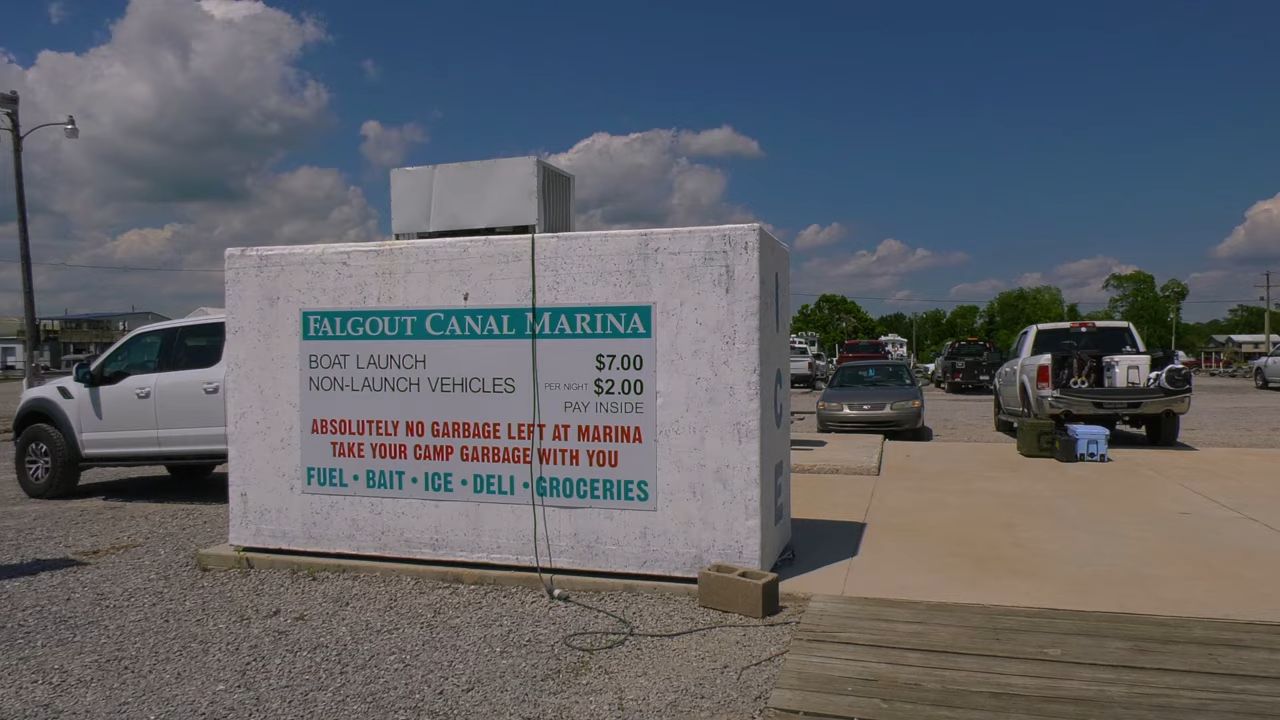 FALGOUT CANAL MARINA
BOAT LAUNCH $7.00
NON-LAUNCH VEHICLES PER NIGHT $2.00
PAY INSIDE
ABSOLUTELY NO GARBAGE LEFT AT MARINA
TAKE YOUR CAMP GARBAGE WITH YOU
FUEL • BAIT • ICE • DELI • GROCERIES
ICE